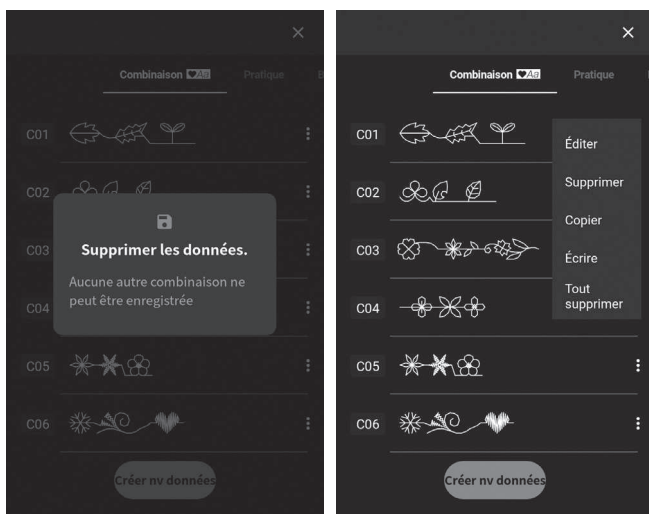 Combinaison Aa
Pratique
B
C01
C02
C03
C04
C05
C06
Supprimer les données.
Aucune autre combinaison ne
peut être enregistrée
Créer nv données
Combinaison Aa
Pratique
C01
C02
C03
C04
C05
C06
Éditer
Supprimer
Copier
Écrire
Tout
supprimer
Créer nv données